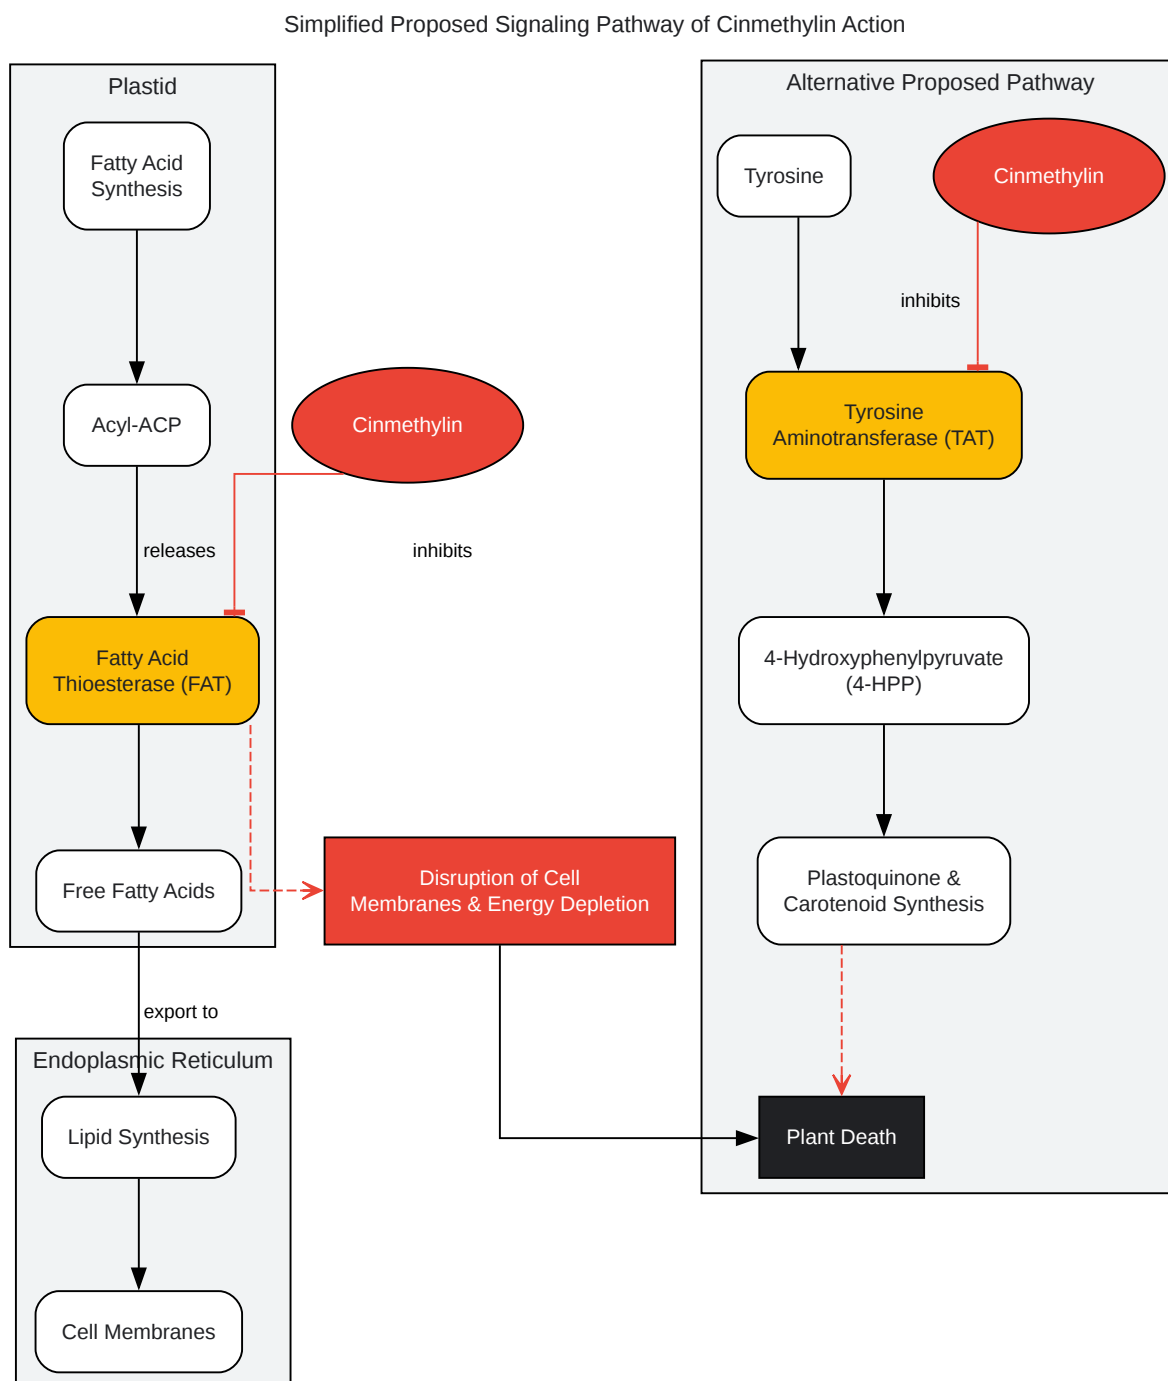 Simplified Proposed Signaling Pathway of Cinmethylin Action
Plastid
Fatty Acid
Synthesis
Acyl-ACP
releases
Cinmethylin
inhibits
Fatty Acid
Thioesterase (FAT)
Free Fatty Acids
export to
Disruption of Cell
Membranes & Energy Depletion
Endoplasmic Reticulum
Lipid Synthesis
Cell Membranes
Alternative Proposed Pathway
Tyrosine
Cinmethylin
inhibits
Tyrosine
Aminotransferase (TAT)
4-Hydroxyphenylpyruvate
(4-HPP)
Plastoquinone &
Carotenoid Synthesis
Plant Death